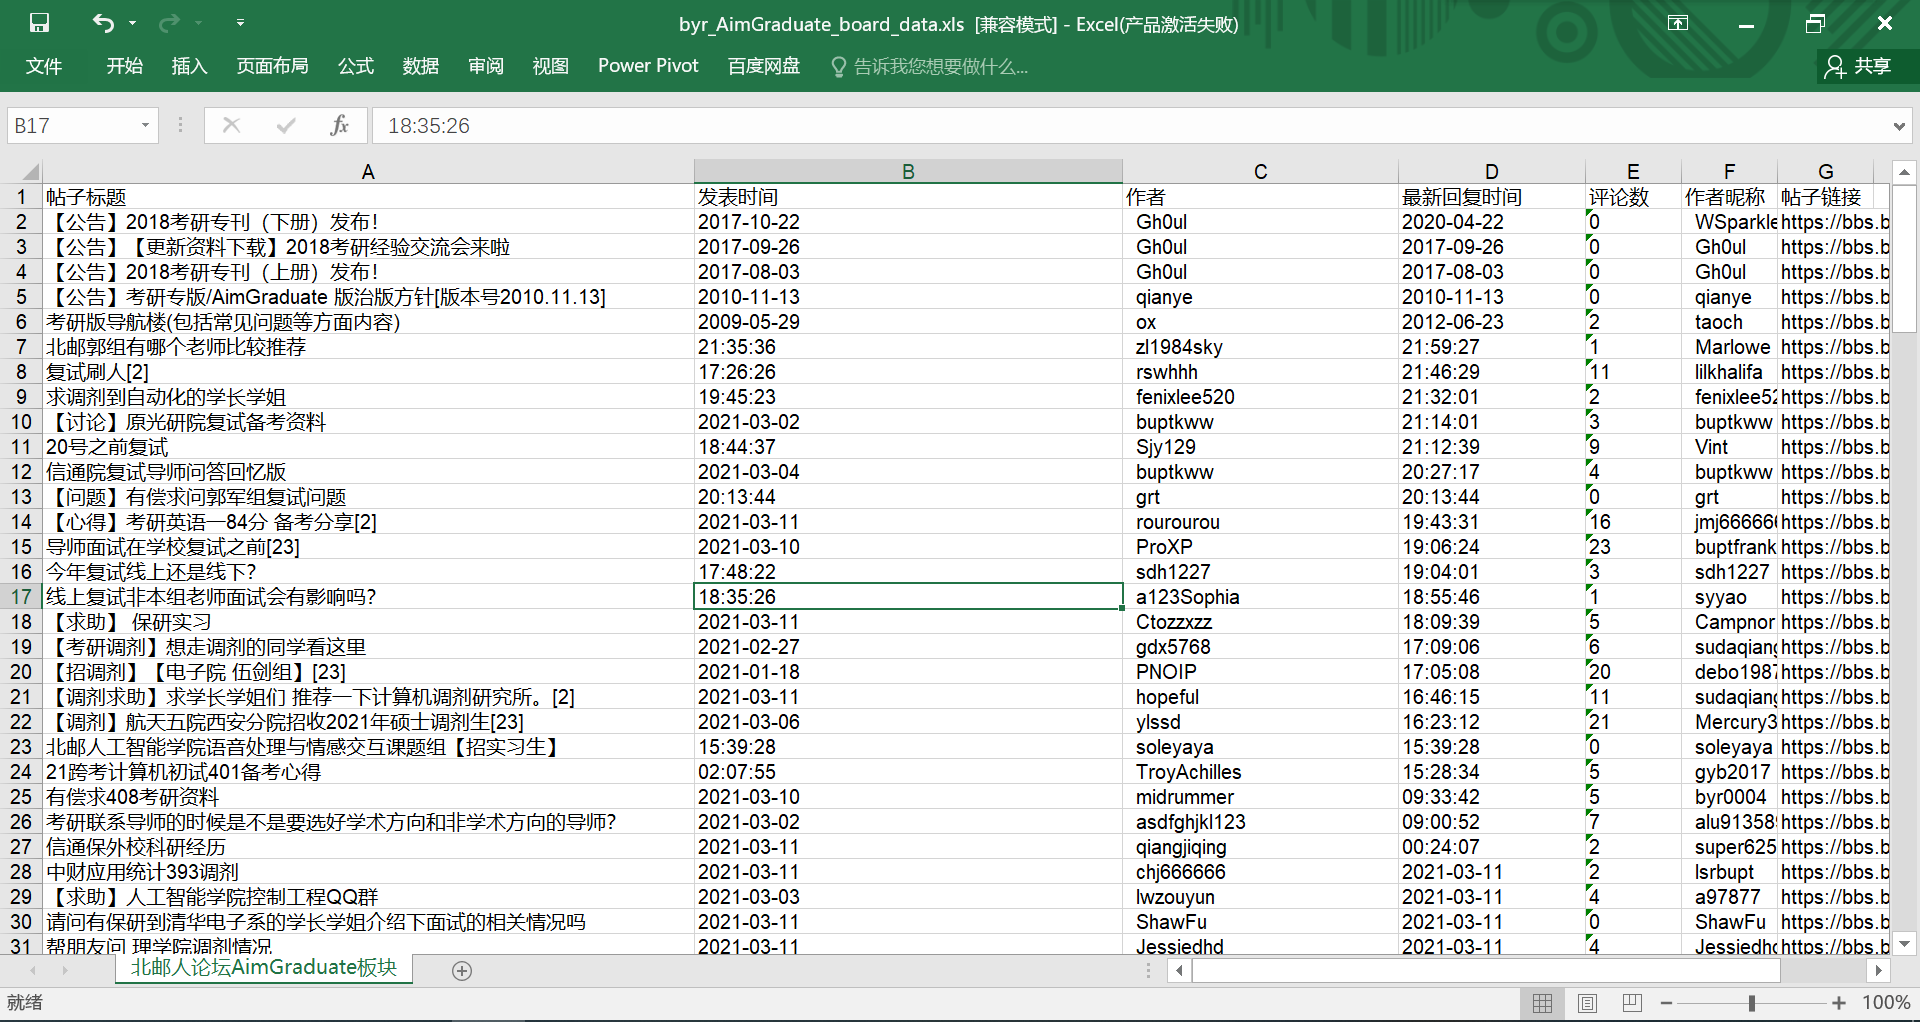 byr_AimGraduate_board_data.xls [兼容模式] - Excel(产品激活失败)
文件 开始 插入 页面布局 公式 数据 审阅 视图 Power Pivot 百度网盘 告诉我您想要做什么... 共享
B17 fx 18:35:26
A B C D E F G
1 帖子标题 发表时间 作者 最新回复时间 评论数 作者昵称 帖子链接
2 【公告】2018考研专刊（下册）发布！ 2017-10-22 Gh0ul 2020-04-22 0 WSparkle https://bbs.b
3 【公告】【更新资料下载】2018考研经验交流会来啦 2017-09-26 Gh0ul 2017-09-26 0 Gh0ul https://bbs.b
4 【公告】2018考研专刊（上册）发布！ 2017-08-03 Gh0ul 2017-08-03 0 Gh0ul https://bbs.b
5 【公告】考研专版/AimGraduate 版治版方针[版本号2010.11.13] 2010-11-13 qianye 2010-11-13 0 qianye https://bbs.b
6 考研版导航楼(包括常见问题等方面内容) 2009-05-29 ox 2012-06-23 2 taoch https://bbs.b
7 北邮郭组有哪个老师比较推荐 21:35:36 zl1984sky 21:59:27 1 Marlowe https://bbs.b
8 复试刷人[2] 17:26:26 rswhhh 21:46:29 11 lilkhalifa https://bbs.b
9 求调剂到自动化的学长学姐 19:45:23 fenixlee520 21:32:01 2 fenixlee52 https://bbs.b
10 【讨论】原光研院复试备考资料 2021-03-02 buptkww 21:14:01 3 buptkww https://bbs.b
11 20号之前复试 18:44:37 Sjy129 21:12:39 9 Vint https://bbs.b
12 信通院复试导师问答回忆版 2021-03-04 buptkww 20:27:17 4 buptkww https://bbs.b
13 【问题】有偿求问郭军组复试问题 20:13:44 grt 20:13:44 0 grt https://bbs.b
14 【心得】考研英语一84分 备考分享[2] 2021-03-11 rourourou 19:43:31 16 jmj66666 https://bbs.b
15 导师面试在学校复试之前[23] 2021-03-10 ProXP 19:06:24 23 buptfrank https://bbs.b
16 今年复试线上还是线下？ 17:48:22 sdh1227 19:04:01 3 sdh1227 https://bbs.b
17 线上复试非本组老师面试会有影响吗？ 18:35:26 a123Sophia 18:55:46 1 syyao https://bbs.b
18 【求助】 保研实习 2021-03-11 Ctozzxzz 18:09:39 5 Campnor https://bbs.b
19 【考研调剂】想走调剂的同学看这里 2021-02-27 gdx5768 17:09:06 6 sudaqian https://bbs.b
20 【招调剂】【电子院 伍剑组】[23] 2021-01-18 PNOIP 17:05:08 20 debo1987 https://bbs.b
21 【调剂求助】求学长学姐们 推荐一下计算机调剂研究所。[2] 2021-03-11 hopeful 16:46:15 11 sudaqian https://bbs.b
22 【调剂】航天五院西安分院招收2021年硕士调剂生[23] 2021-03-06 ylssd 16:23:12 21 Mercury3 https://bbs.b
23 北邮人工智能学院语音处理与情感交互课题组【招实习生】 15:39:28 soleyaya 15:39:28 0 soleyaya https://bbs.b
24 21跨考计算机初试401备考心得 02:07:55 TroyAchilles 15:28:34 5 gyb2017 https://bbs.b
25 有偿求408考研资料 2021-03-10 midrummer 09:33:42 5 byr0004 https://bbs.b
26 考研联系导师的时候是不是要选好学术方向和非学术方向的导师？ 2021-03-02 asdfghjkl123 09:00:52 7 alu91358 https://bbs.b
27 信通保外校科研经历 2021-03-11 qiangjiqing 00:24:07 2 super625 https://bbs.b
28 中财应用统计393调剂 2021-03-11 chj666666 2021-03-11 2 lsrbupt https://bbs.b
29 【求助】人工智能学院控制工程QQ群 2021-03-03 lwzouyun 2021-03-11 4 a97877 https://bbs.b
30 请问有保研到清华电子系的学长学姐介绍下面试的相关情况吗 2021-03-11 ShawFu 2021-03-11 0 ShawFu https://bbs.b
31 帮朋友问 理学院调剂情况 2021-03-11 Jessiedhd 2021-03-11 4 Jessiedh https://bbs.b
北邮人论坛AimGraduate板块
就绪 100%